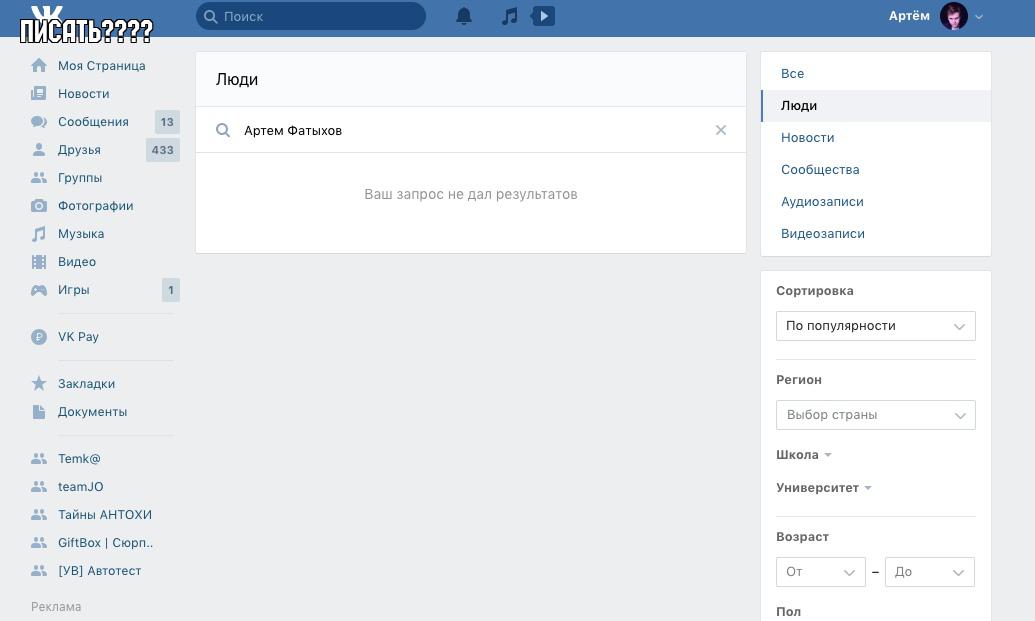 ПИСАТЬ????
Поиск
Артём
Моя Страница
Новости
Сообщения 13
Друзья 433
Группы
Фотографии
Музыка
Видео
Игры 1
VK Pay
Закладки
Документы
Temk@
teamJO
Тайны АНТОХИ
GiftBox | Сюрп..
[УВ] Автотест
Реклама
Люди
Артем Фатыхов
Ваш запрос не дал результатов
Все
Люди
Новости
Сообщества
Аудиозаписи
Видеозаписи
Сортировка
По популярности
Регион
Выбор страны
Школа
Университет
Возраст
От – До
Пол